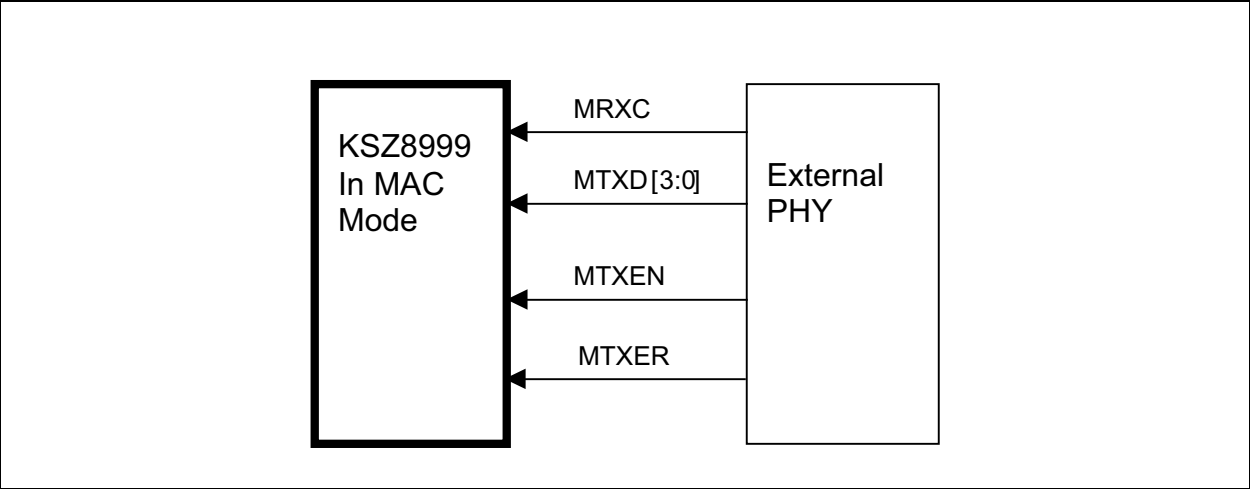 KSZ8999
In MAC
Mode
MRXC
MTXD[3:0]
MTXEN
MTXER
External
PHY